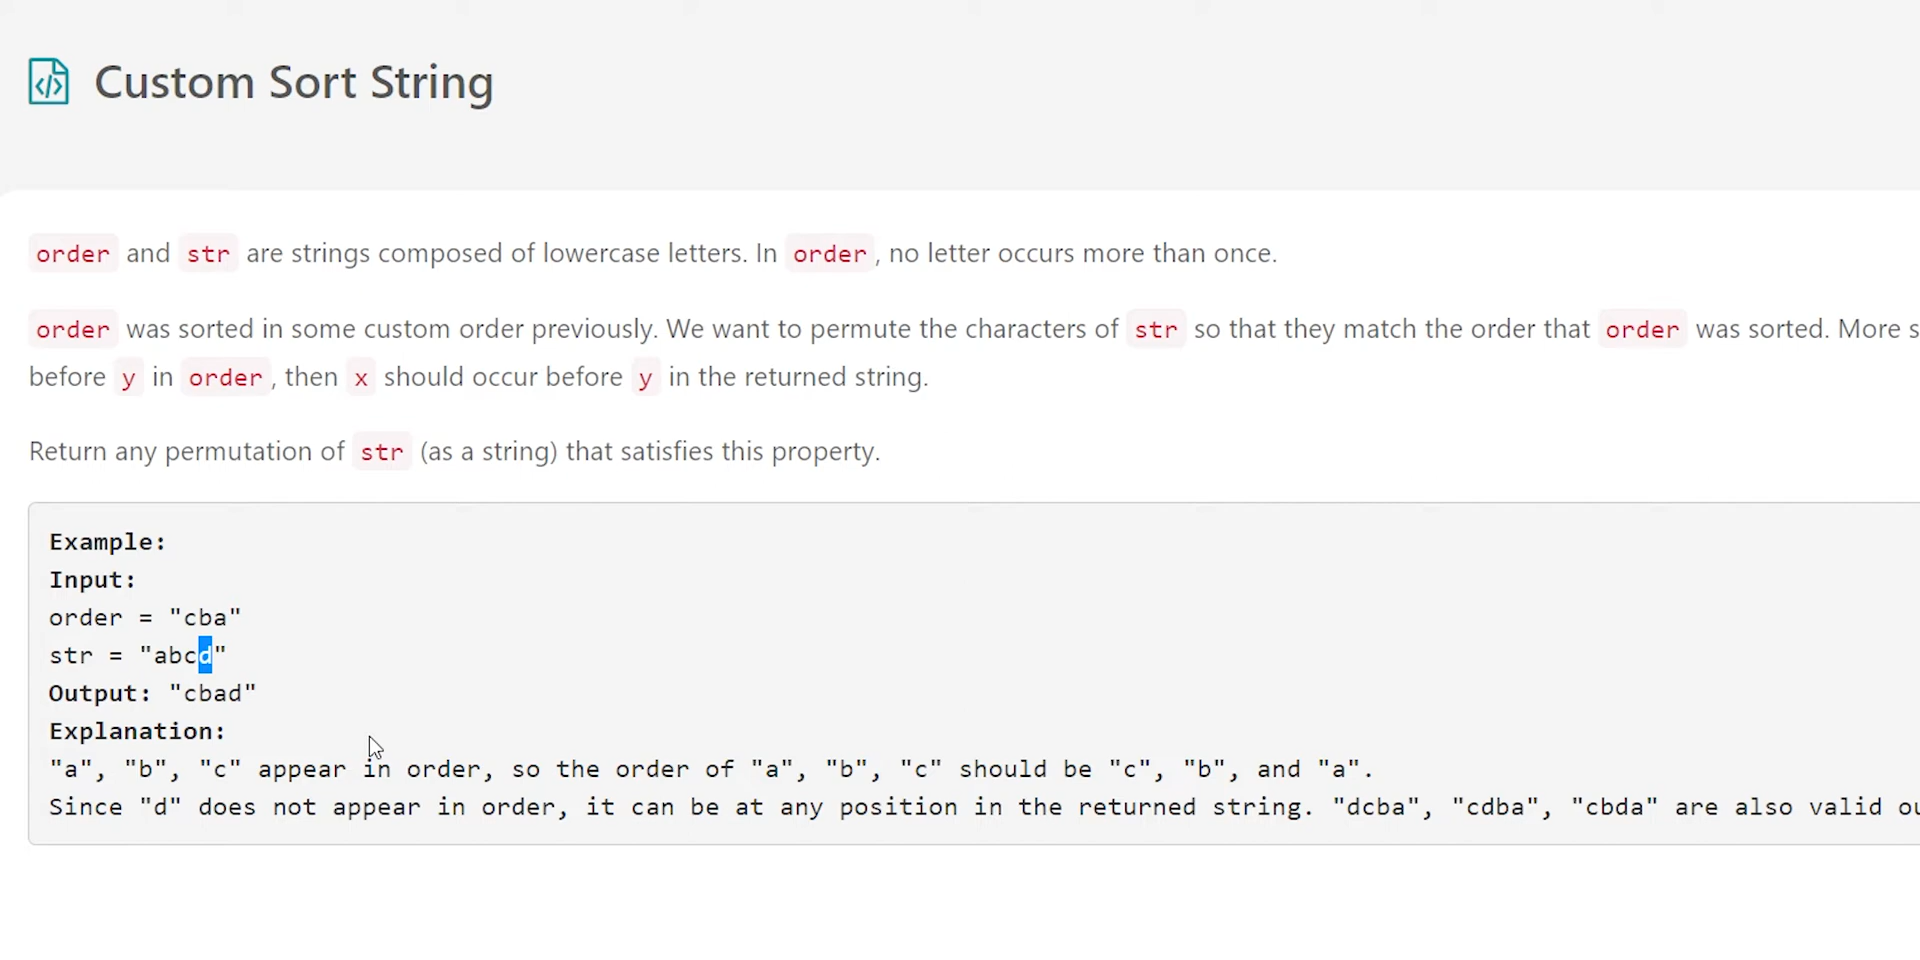 Custom Sort String
order and str are strings composed of lowercase letters. In order, no letter occurs more than once.
order was sorted in some custom order previously. We want to permute the characters of str so that they match the order that order was sorted. More s
before y in order, then x should occur before y in the returned string.
Return any permutation of str (as a string) that satisfies this property.
Example:
Input:
order = "cba"
str = "abcd"
Output: "cbad"
Explanation:
"a", "b", "c" appear in order, so the order of "a", "b", "c" should be "c", "b", and "a".
Since "d" does not appear in order, it can be at any position in the returned string. "dcba", "cdba", "cbda" are also valid ou